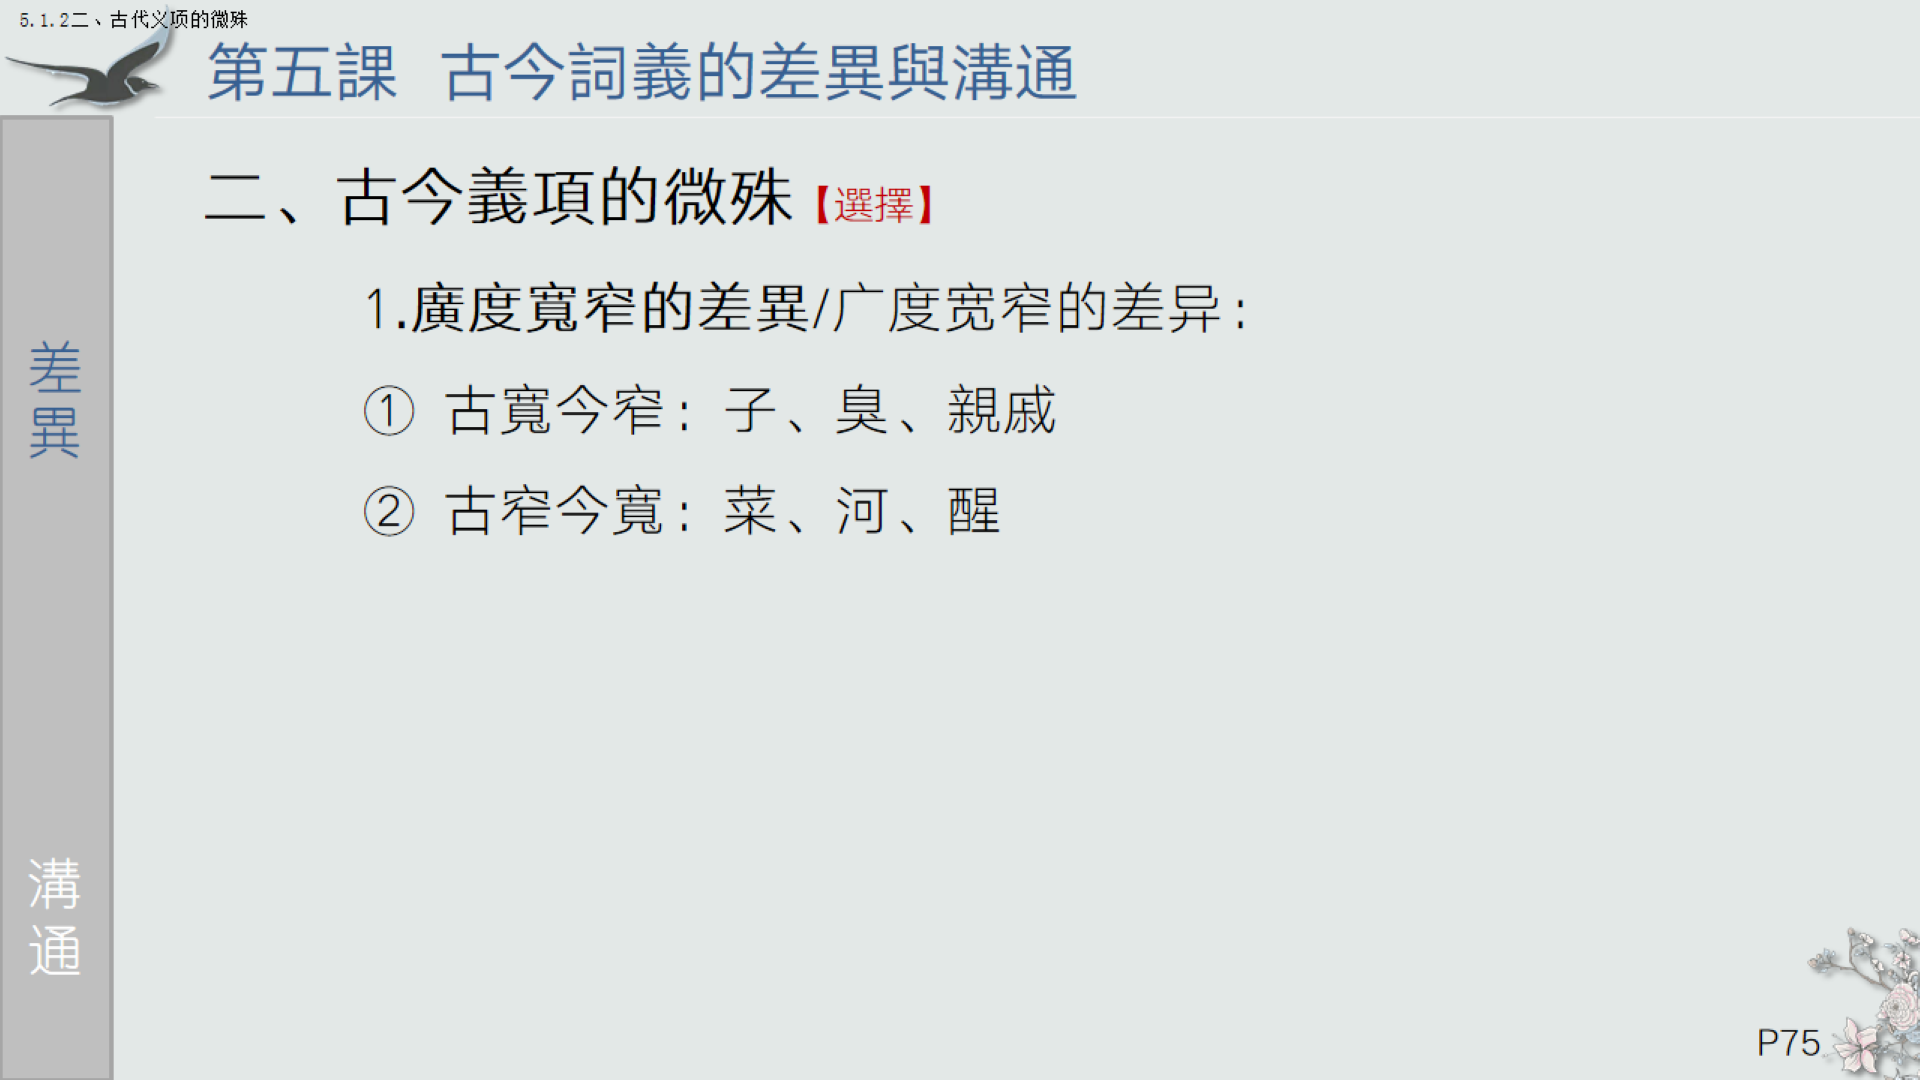 5.1.2二、古代义项的微殊
第五課 古今詞義的差異與溝通
二、古今義項的微殊【選擇】
1.廣度寬窄的差異/广度宽窄的差异：
① 古寬今窄：子、臭、親戚
② 古窄今寬：菜、河、醒
差異
溝通
P75